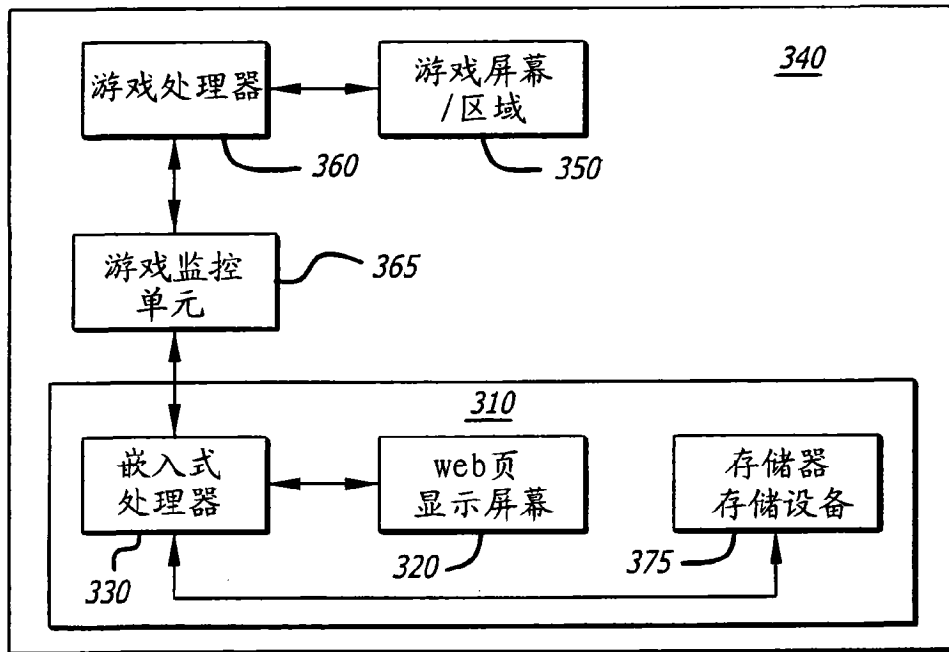 游戏处理器
游戏屏幕
/区域
340
360
350
游戏监控
单元
365
310
嵌入式
处理器
web页
显示屏幕
存储器
存储设备
330
320
375